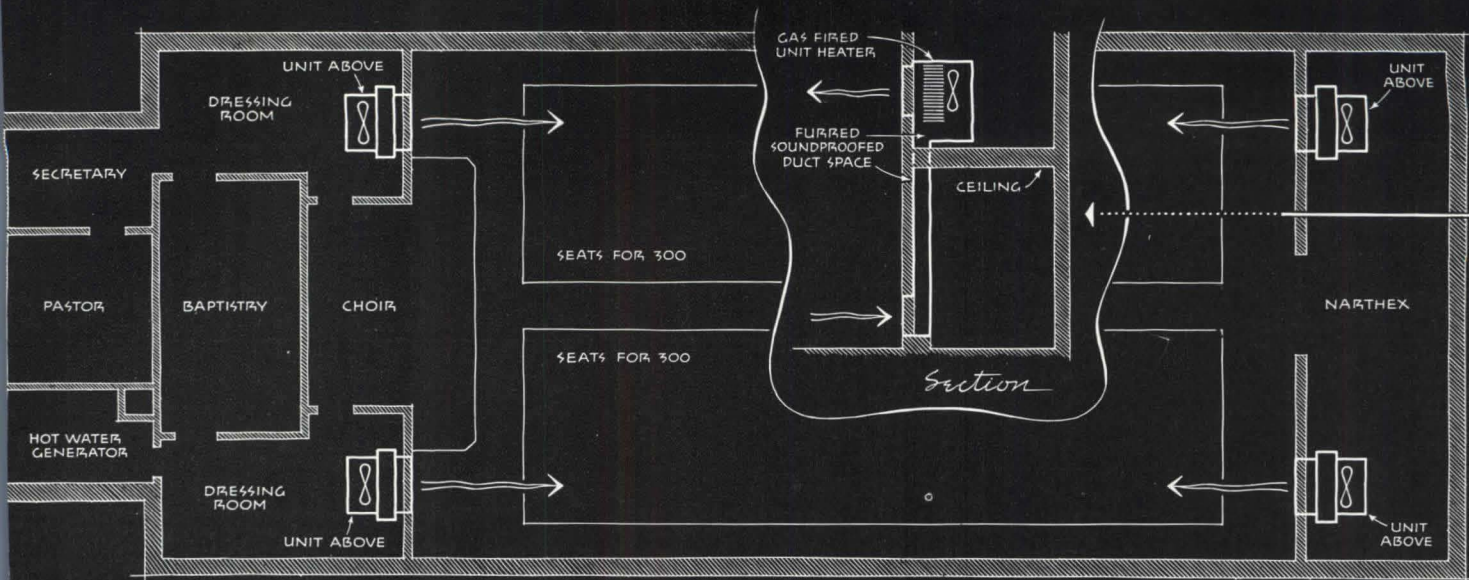 UNIT ABOVE
DRESSING
ROOM
SECRETARY
PASTOR
BAPTISTRY
CHOIR
HOT WATER
GENERATOR
DRESSING
ROOM
UNIT ABOVE
SEATS FOR 300
SEATS FOR 300
GAS FIRED
UNIT HEATER
FURRED
SOUNDPROOFED
DUCT SPACE
CEILING
Section
UNIT
ABOVE
NARTHEX
UNIT
ABOVE